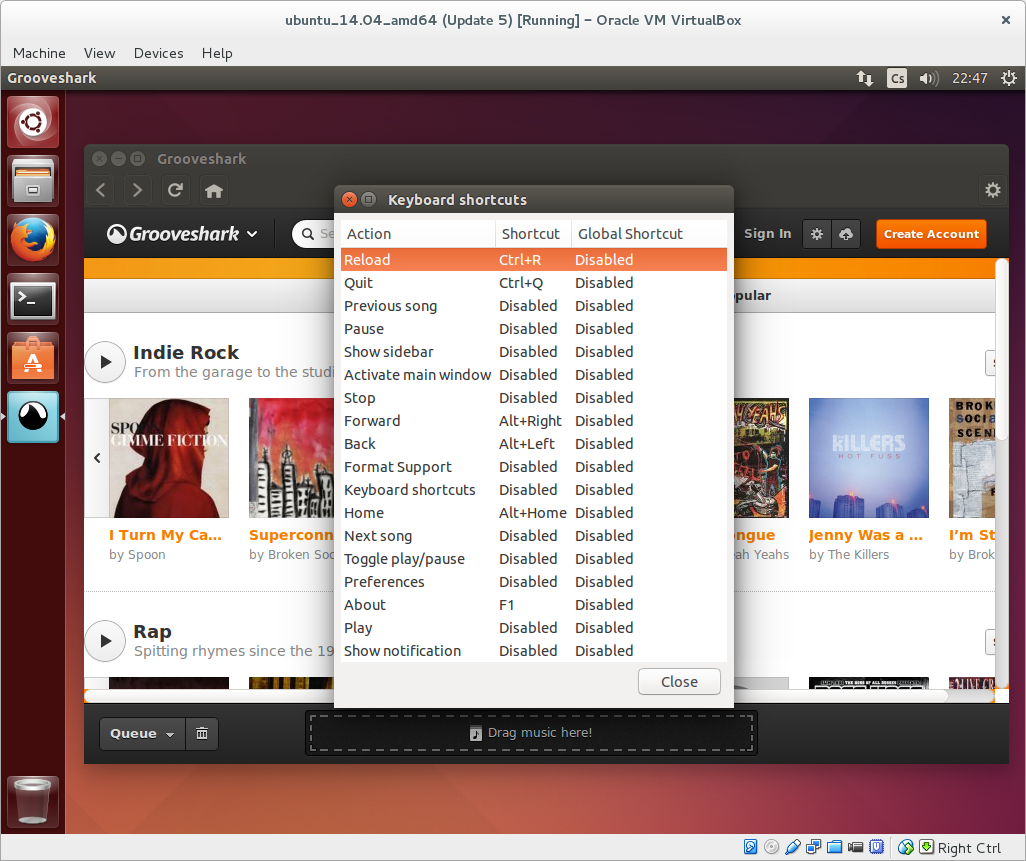 ubuntu_14.04_amd64 (Update 5) [Running] – Oracle VM VirtualBox
Machine View Devices Help
Grooveshark
Cs
22:47
Grooveshark
Keyboard shortcuts
Grooveshark
Se
Sign In
Create Account
Action Shortcut Global Shortcut
Reload Ctrl+R Disabled
Quit Ctrl+Q Disabled
Previous song Disabled Disabled
Pause Disabled Disabled
Show sidebar Disabled Disabled
Activate main window Disabled Disabled
Stop Disabled Disabled
Forward Alt+Right Disabled
Back Alt+Left Disabled
Format Support Disabled Disabled
Keyboard shortcuts Disabled Disabled
Home Alt+Home Disabled
Next song Disabled Disabled
Toggle play/pause Disabled Disabled
Preferences Disabled Disabled
About F1 Disabled
Play Disabled Disabled
Show notification Disabled Disabled
Close
opular
Indie Rock
From the garage to the studi
SPO
GIMME FICTION
YEAHS
KILLERS
HOT FUSS
BROK
SOCIA
SCENE
I Turn My Ca...
by Spoon
Superconn
by Broken Soc
ongue
ah Yeahs
Jenny Was a ...
by The Killers
I'm St
by Brok
Rap
Spitting rhymes since the 19
Queue
Drag music here!
Right Ctrl